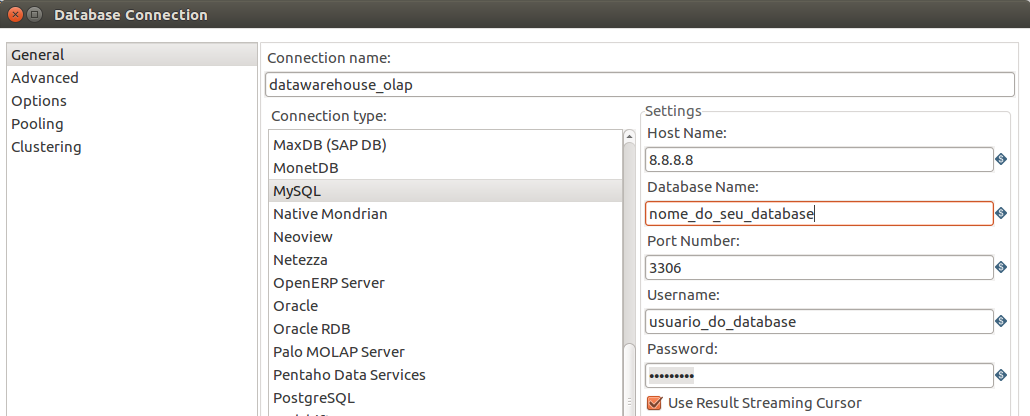 Database Connection
General
Advanced
Options
Pooling
Clustering
Connection name:
datawarehouse_olap
Connection type:
MaxDB (SAP DB)
MonetDB
MySQL
Native Mondrian
Neoview
Netezza
OpenERP Server
Oracle
Oracle RDB
Palo MOLAP Server
Pentaho Data Services
PostgreSQL
Settings
Host Name:
8.8.8.8
Database Name:
nome_do_seu_database
Port Number:
3306
Username:
usuario_do_database
Password:
•••••••••
Use Result Streaming Cursor